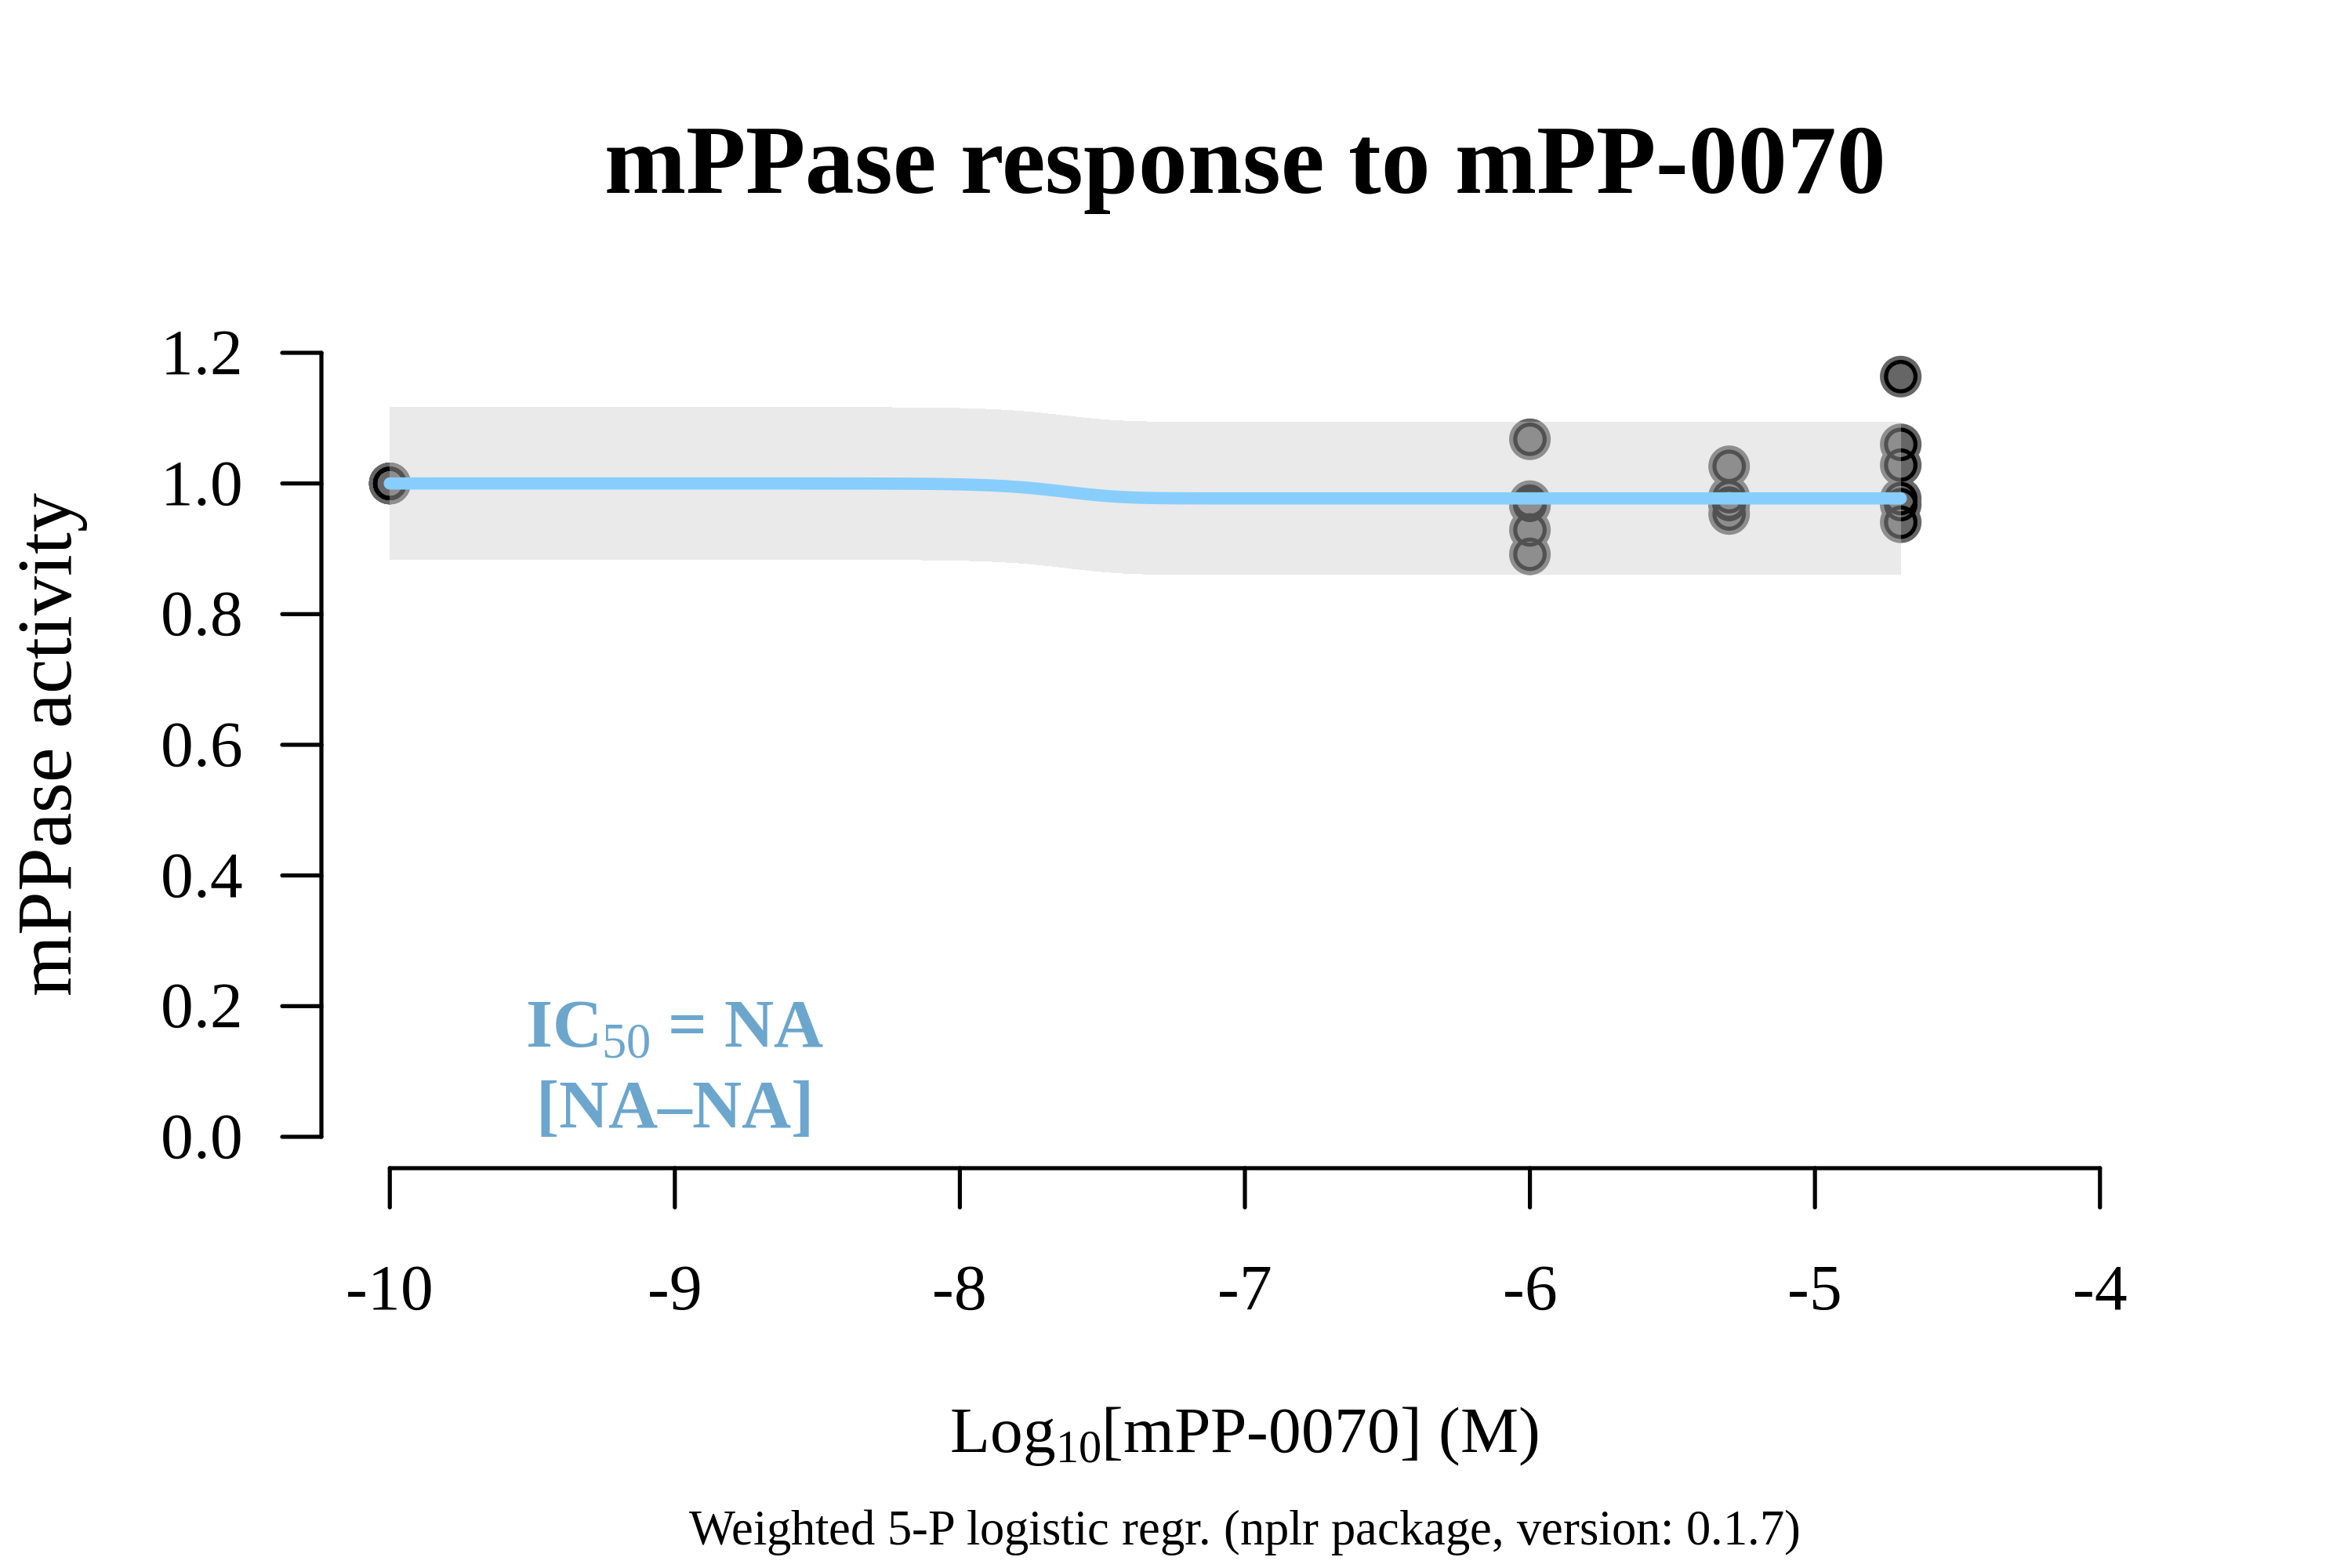 mPPase response to mPP-0070
mPPase activity
1.2
1.0
0.8
0.6
0.4
0.2
0.0
IC50 = NA
[NA–NA]
-10 -9 -8 -7 -6 -5 -4
Log10[mPP-0070] (M)
Weighted 5-P logistic regr. (nplr package, version: 0.1.7)